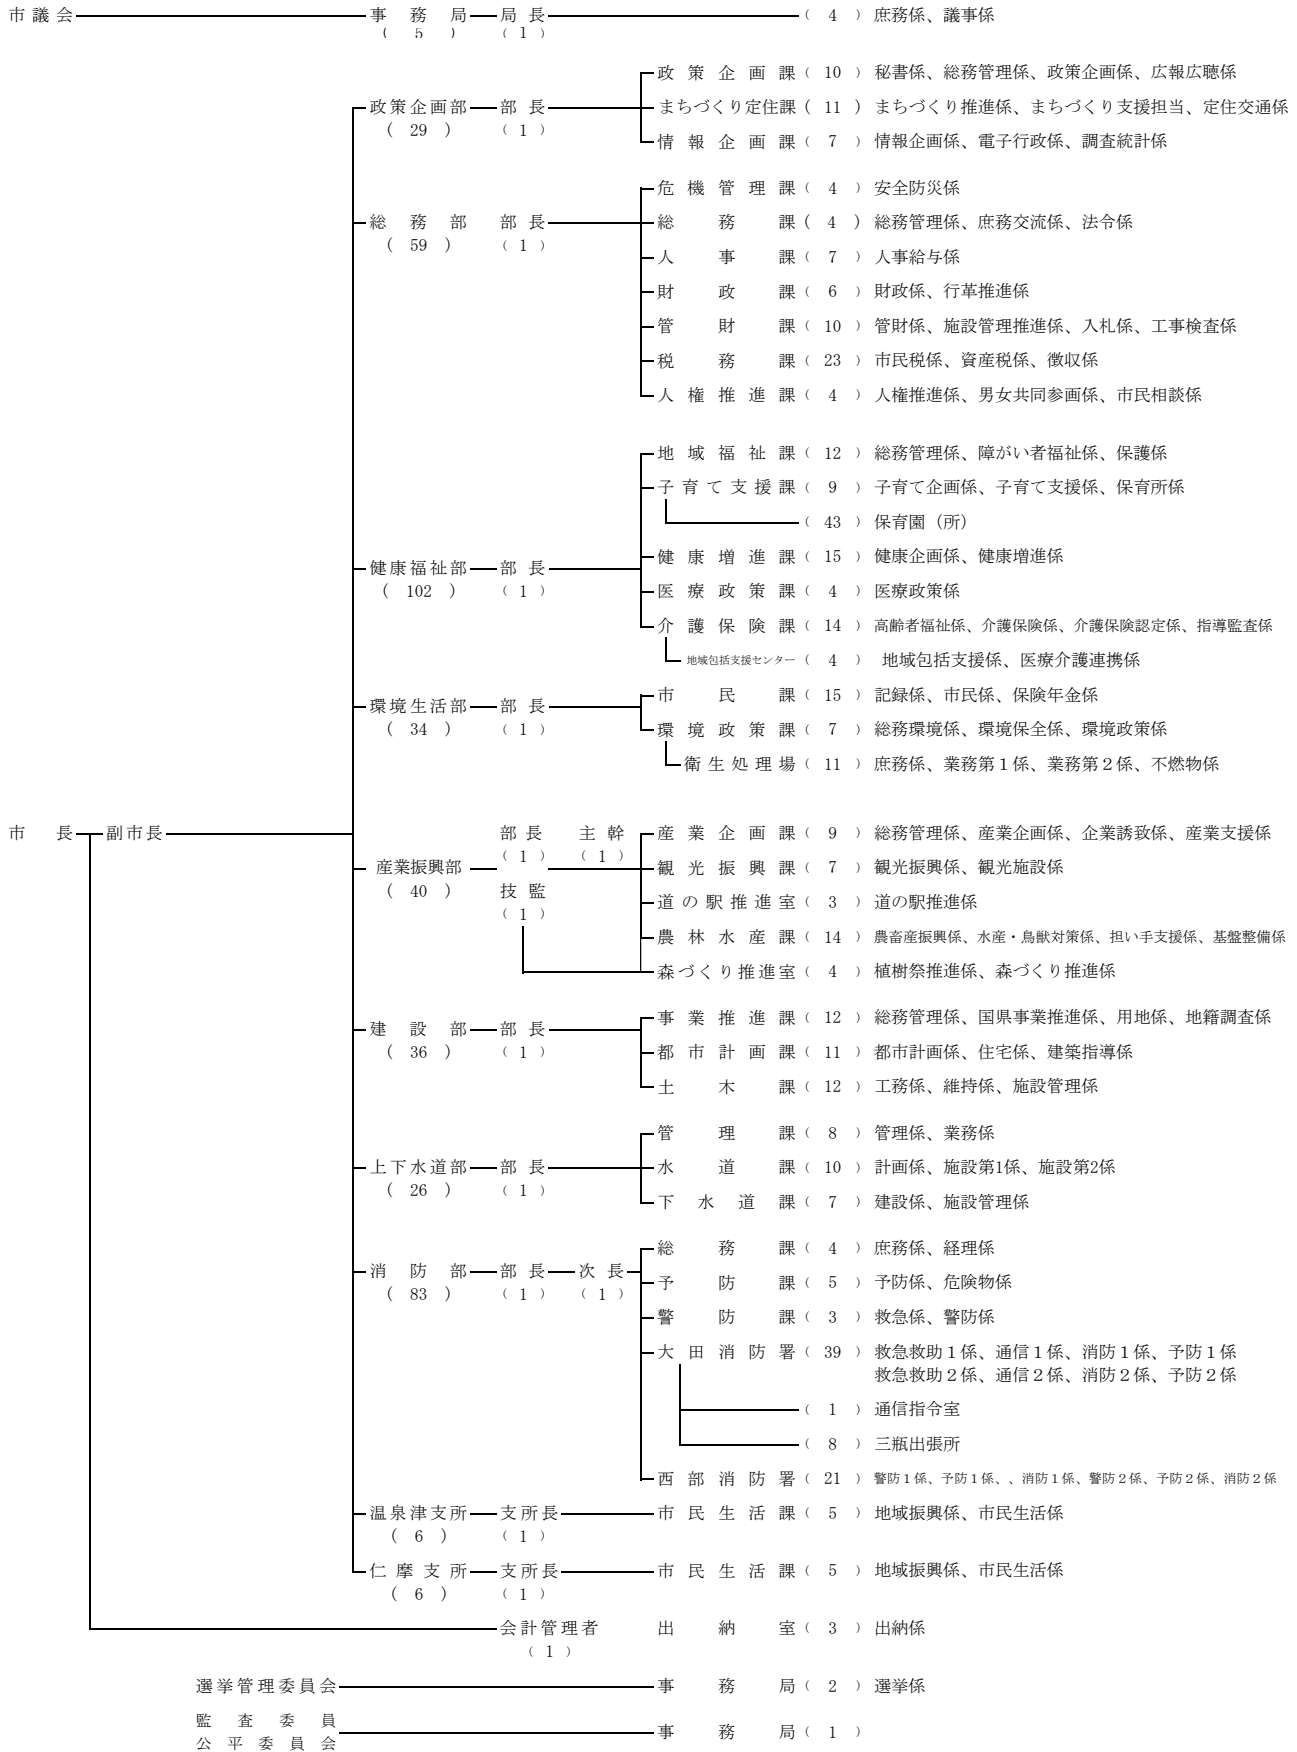 市議会 事務局 局長 ( 4 ) 庶務係、議事係
( 5 ) ( 1 )
政策企画課 ( 10 ) 秘書係、総務管理係、政策企画係、広報広聴係
政策企画部 部長 まちづくり定住課 ( 11 ) まちづくり推進係、まちづくり支援担当、定住交通係
( 29 ) ( 1 )
情報企画課 ( 7 ) 情報企画係、電子行政係、調査統計係
危機管理課 ( 4 ) 安全防災係
総務部 部長 総務課 ( 4 ) 総務管理係、庶務交流係、法令係
( 59 ) ( 1 )
人事課 ( 7 ) 人事給与係
財政課 ( 6 ) 財政係、行革推進係
管財課 ( 10 ) 管財係、施設管理推進係、入札係、工事検査係
税務課 ( 23 ) 市民税係、資産税係、徴収係
人権推進課 ( 4 ) 人権推進係、男女共同参画係、市民相談係
地域福祉課 ( 12 ) 総務管理係、障がい者福祉係、保護係
子育て支援課 ( 9 ) 子育て企画係、子育て支援係、保育所係
( 43 ) 保育園（所）
健康増進課 ( 15 ) 健康企画係、健康増進係
健康福祉部 部長
( 102 ) ( 1 ) 医療政策課 ( 4 ) 医療政策係
介護保険課 ( 14 ) 高齢者福祉係、介護保険係、介護保険認定係、指導監査係
地域包括支援センター ( 4 ) 地域包括支援係、医療介護連携係
市民課 ( 15 ) 記録係、市民係、保険年金係
環境生活部 部長
( 34 ) ( 1 ) 環境政策課 ( 7 ) 総務環境係、環境保全係、環境政策係
衛生処理場 ( 11 ) 庶務係、業務第１係、業務第２係、不燃物係
市長 副市長 部長 主幹 産業企画課 ( 9 ) 総務管理係、産業企画係、企業誘致係、産業支援係
( 1 ) ( 1 )
産業振興部 観光振興課 ( 7 ) 観光振興係、観光施設係
( 40 ) 技監
道の駅推進室 ( 3 ) 道の駅推進係
( 1 )
農林水産課 ( 14 ) 農畜産振興係、水産・鳥獣対策係、担い手支援係、基盤整備係
森づくり推進室 ( 4 ) 植樹祭推進係、森づくり推進係
事業推進課 ( 12 ) 総務管理係、国県事業推進係、用地係、地籍調査係
建設部 部長
( 36 ) ( 1 ) 都市計画課 ( 11 ) 都市計画係、住宅係、建築指導係
土木課 ( 12 ) 工務係、維持係、施設管理係
管理課 ( 8 ) 管理係、業務係
上下水道部 部長 水道課 ( 10 ) 計画係、施設第1係、施設第2係
( 26 ) ( 1 )
下水道課 ( 7 ) 建設係、施設管理係
総務課 ( 4 ) 庶務係、経理係
消防部 部長 次長
( 83 ) ( 1 ) ( 1 ) 予防課 ( 5 ) 予防係、危険物係
警防課 ( 3 ) 救急係、警防係
大田消防署 ( 39 ) 救急救助１係、通信１係、消防１係、予防１係
救急救助２係、通信２係、消防２係、予防２係
( 1 ) 通信指令室
( 8 ) 三瓶出張所
西部消防署 ( 21 ) 警防１係、予防１係、、消防１係、警防２係、予防２係、消防２係
温泉津支所 支所長 市民生活課 ( 5 ) 地域振興係、市民生活係
( 6 ) ( 1 )
仁摩支所 支所長 市民生活課 ( 5 ) 地域振興係、市民生活係
( 6 ) ( 1 )
会計管理者 出納室 ( 3 ) 出納係
( 1 )
選挙管理委員会 事務局 ( 2 ) 選挙係
監査委員
事務局 ( 1 )
公平委員会